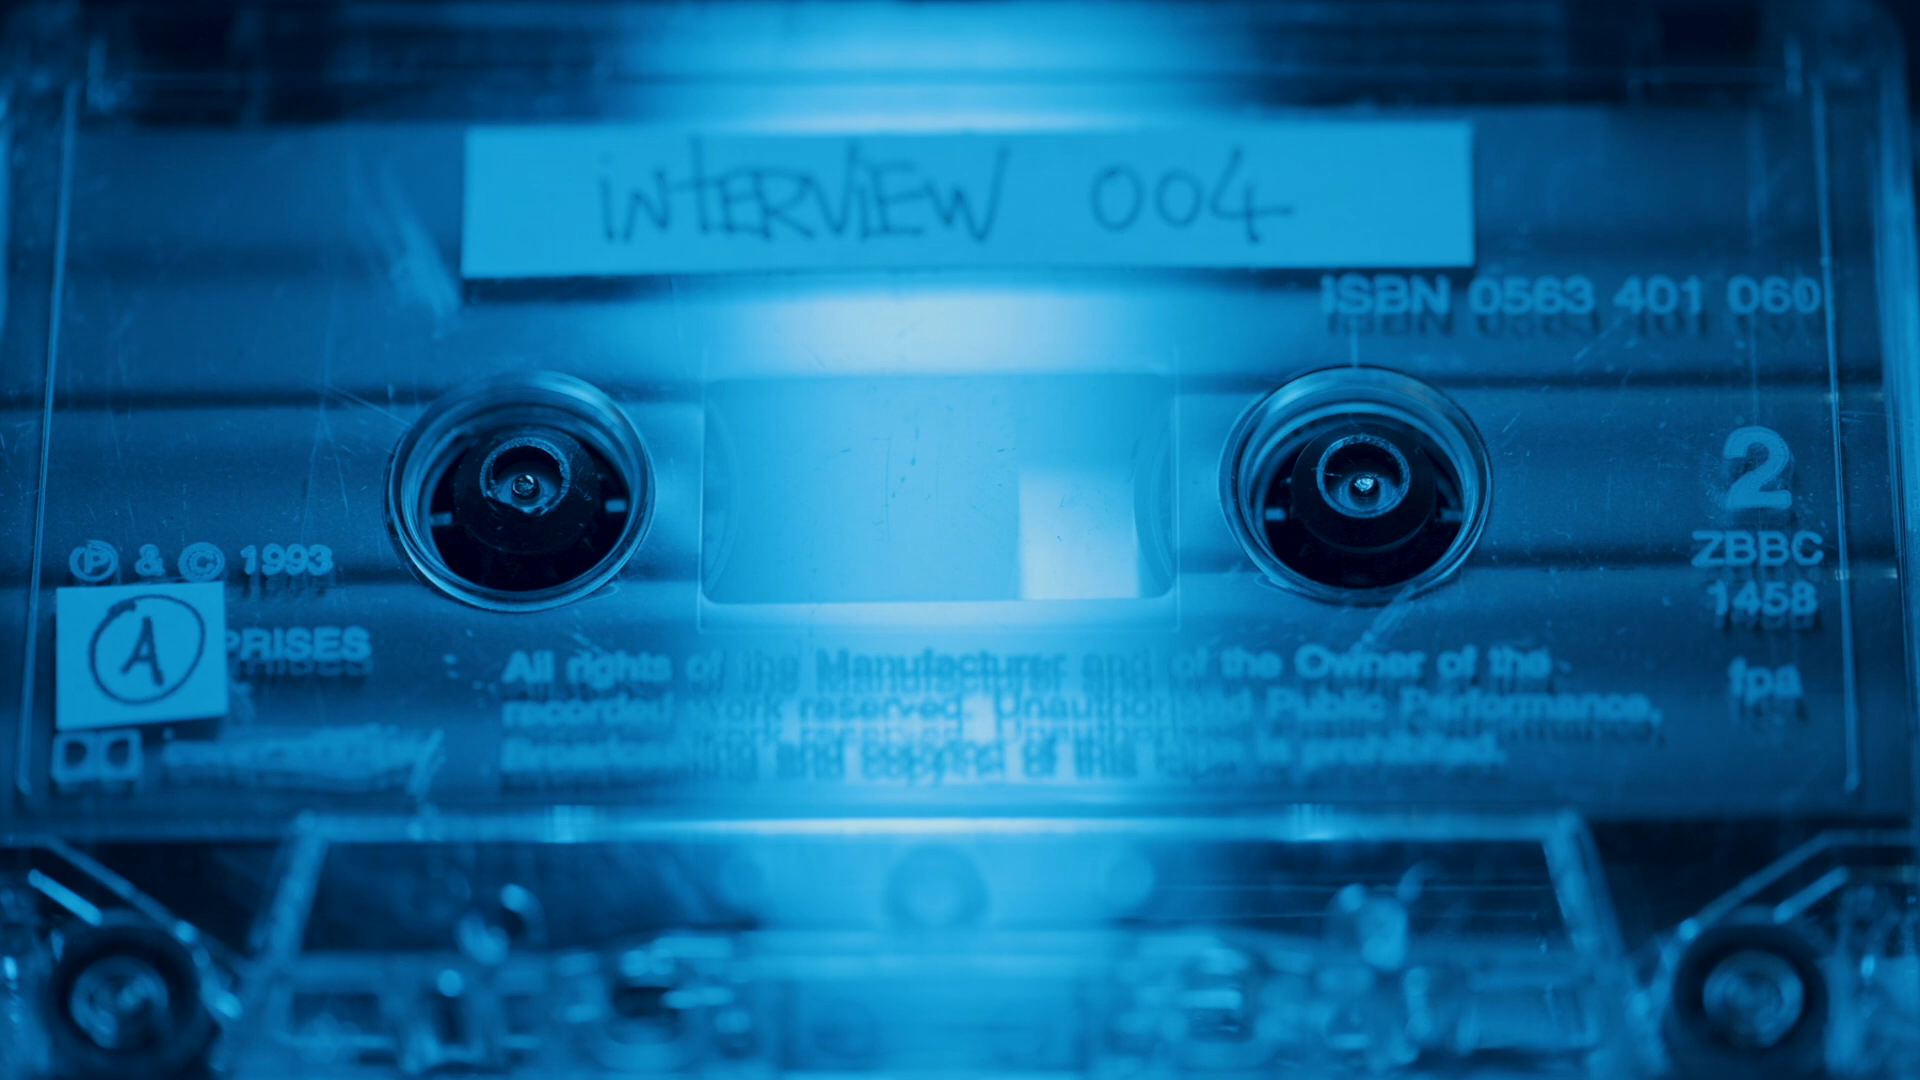 iNTERViEW 004
ISBN 0563 401 060
2
ZBBC
1458
fpa
℗ & © 1993
A
PRISES
All rights of the Manufacturer and of the Owner of the
recorded work reserved. Unauthorised Public Performance,
Broadcasting and copying of this tape is prohibited.